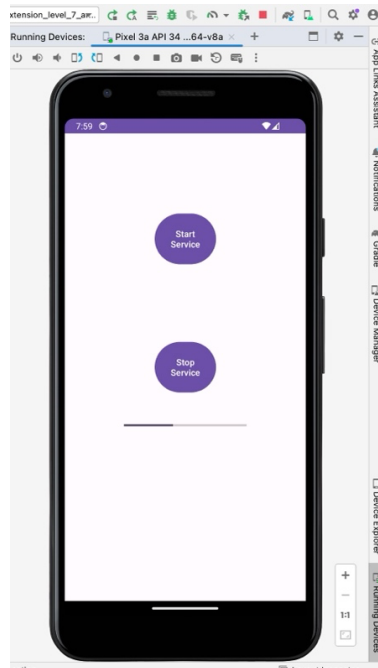 xtension_level_7_ax...
Running Devices:
Pixel 3a API 34 ...64-v8a
7:59
Start
Service
Stop
Service
1:1
App Links Assistant
Notifications
Gradle
Device Manager
Device Explorer
Running Devices